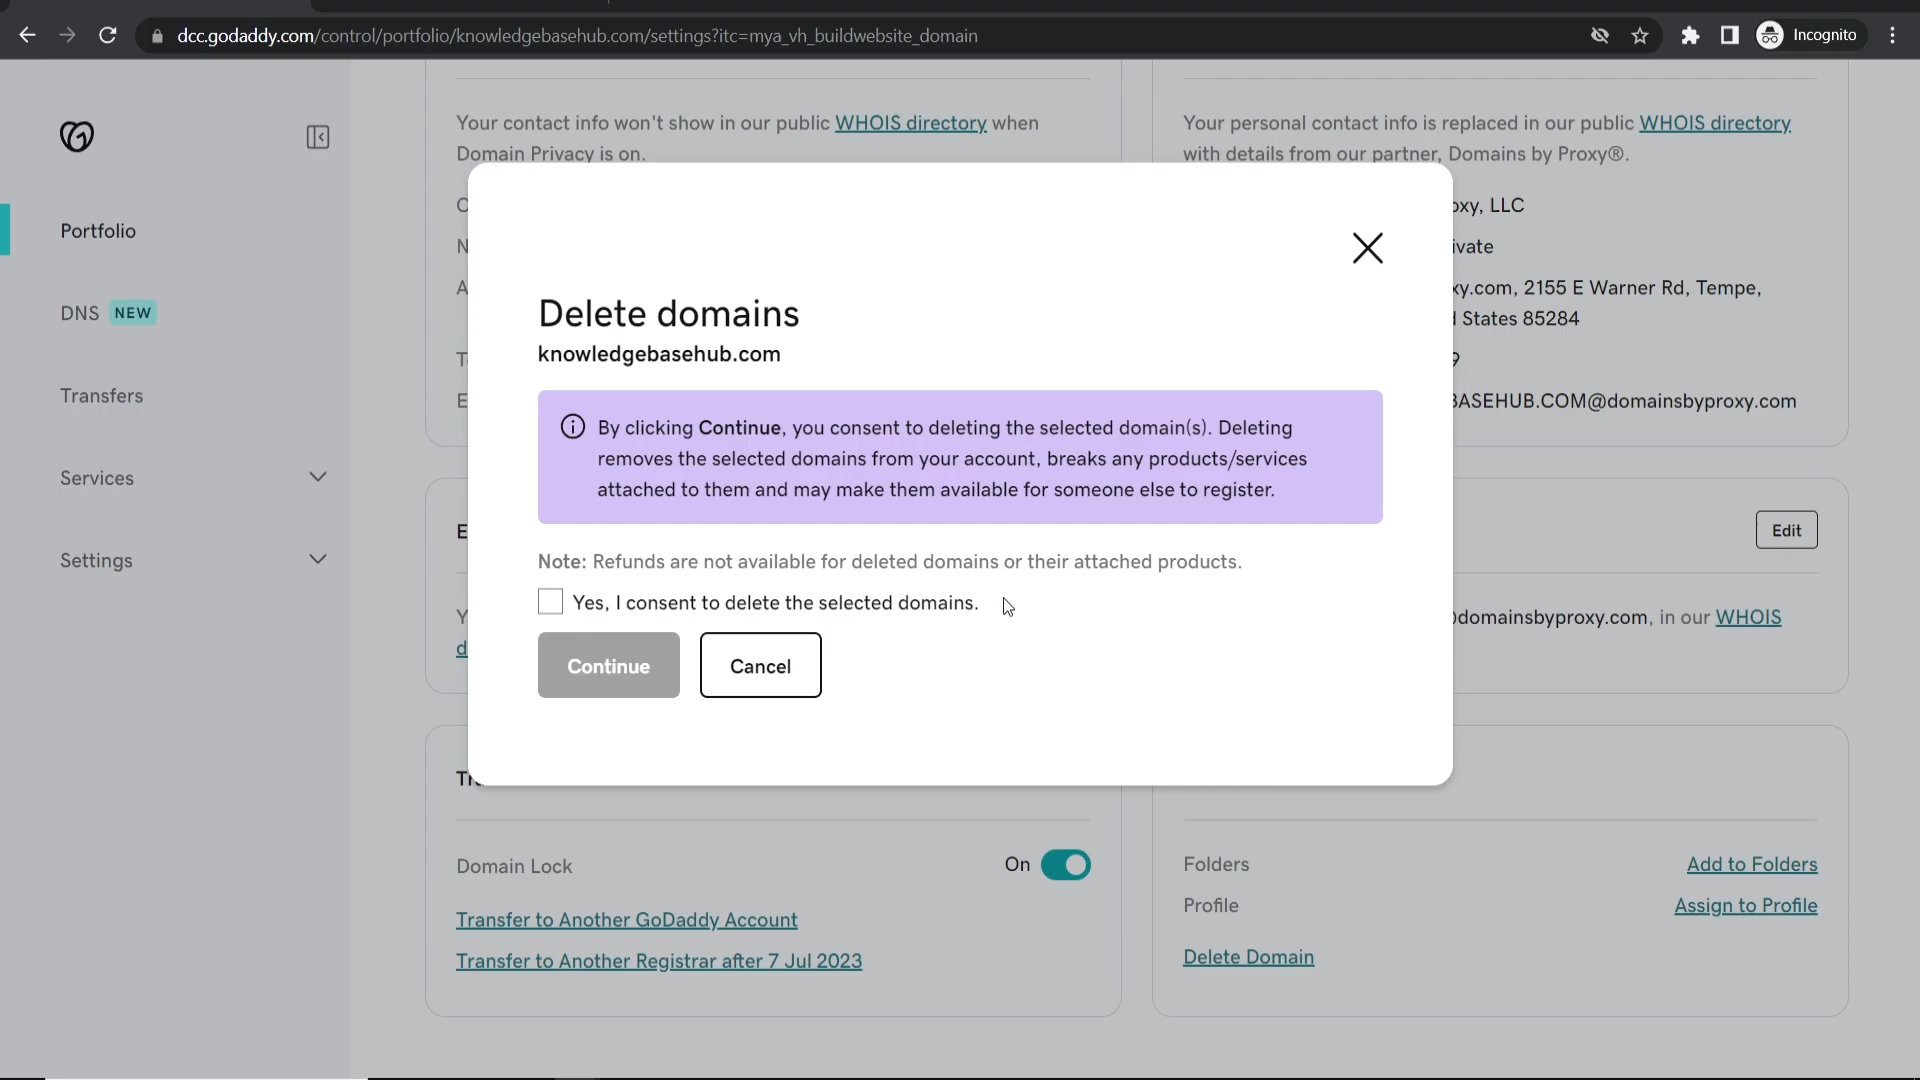 dcc.godaddy.com/control/portfolio/knowledgebasehub.com/settings?itc=mya_vh_buildwebsite_domain
Incognito
Portfolio
DNS NEW
Transfers
Services
Settings
Your contact info won't show in our public WHOIS directory when
Domain Privacy is on.
Your personal contact info is replaced in our public WHOIS directory
with details from our partner, Domains by Proxy®.
oxy, LLC
ivate
xy.com, 2155 E Warner Rd, Tempe,
States 85284
9
BASEHUB.COM@domainsbyproxy.com
Delete domains
knowledgebasehub.com
By clicking Continue, you consent to deleting the selected domain(s). Deleting
removes the selected domains from your account, breaks any products/services
attached to them and may make them available for someone else to register.
Note: Refunds are not available for deleted domains or their attached products.
Yes, I consent to delete the selected domains.
Continue
Cancel
Edit
domainsbyproxy.com, in our WHOIS
Domain Lock
On
Transfer to Another GoDaddy Account
Transfer to Another Registrar after 7 Jul 2023
Folders
Add to Folders
Profile
Assign to Profile
Delete Domain